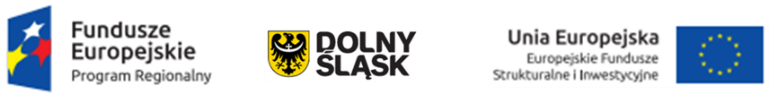 Fundusze
Europejskie
Program Regionalny
DOLNY
ŚLĄSK
Unia Europejska
Europejskie Fundusze
Strukturalne i Inwestycyjne